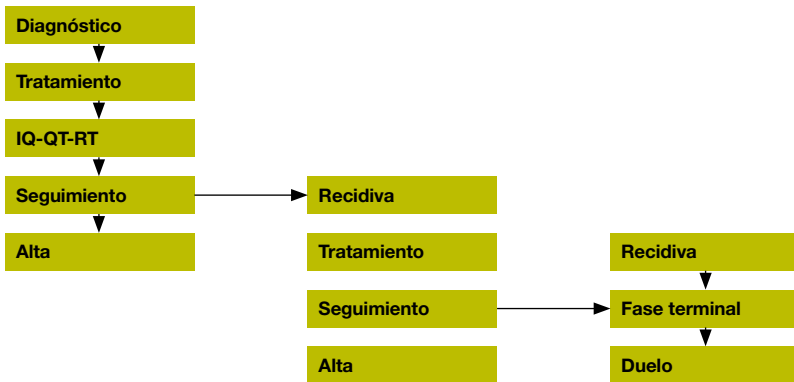 Diagnóstico
Tratamiento
IQ-QT-RT
Seguimiento
Alta
Recidiva
Tratamiento
Seguimiento
Alta
Recidiva
Fase terminal
Duelo